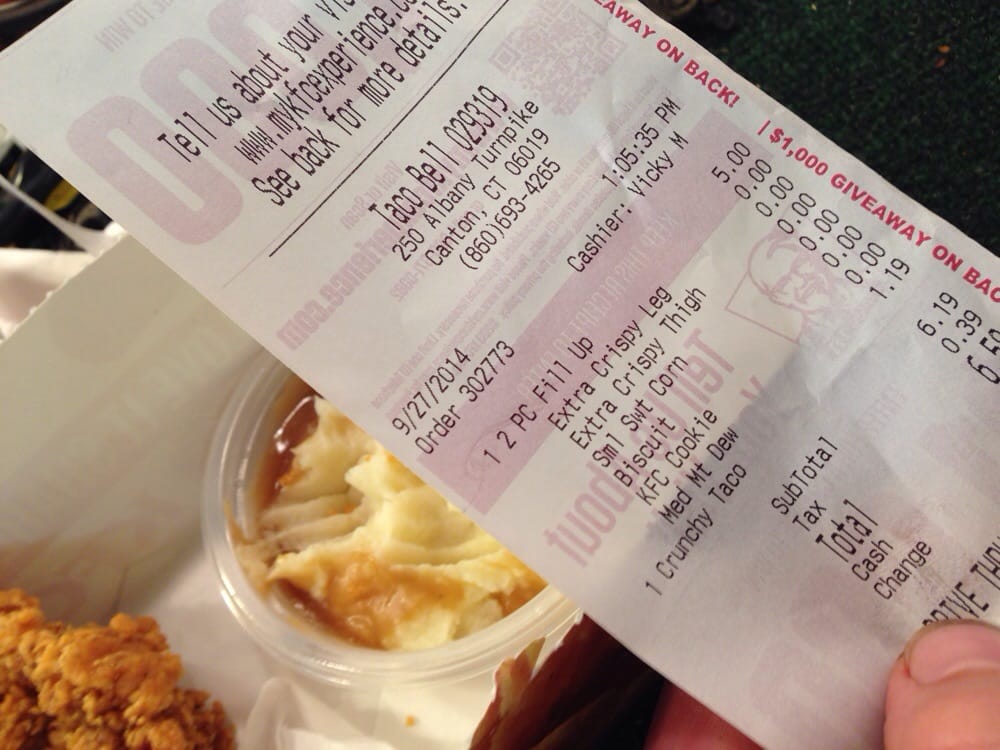 Tell us about your
www.mykfcexperience.co
See back for more details.
Taco Bell 029319
250 Albany Turnpike
Canton, CT 06019
(860)693-4265
9/27/2014 1:05:35 PM
Order 302773 Cashier: Vicky M
1 2 PC Fill Up 5.00
Extra Crispy Leg 0.00
Extra Crispy Thigh 0.00
Sml Swt Corn 0.00
Biscuit 0.00
KFC Cookie 0.00
Med Mt Dew 0.00
1 Crunchy Taco 1.19
SubTotal 6.19
Tax 0.39
Total 6.58
Cash
Change
EAWAY ON BACK! | $1,000 GIVEAWAY ON BAC